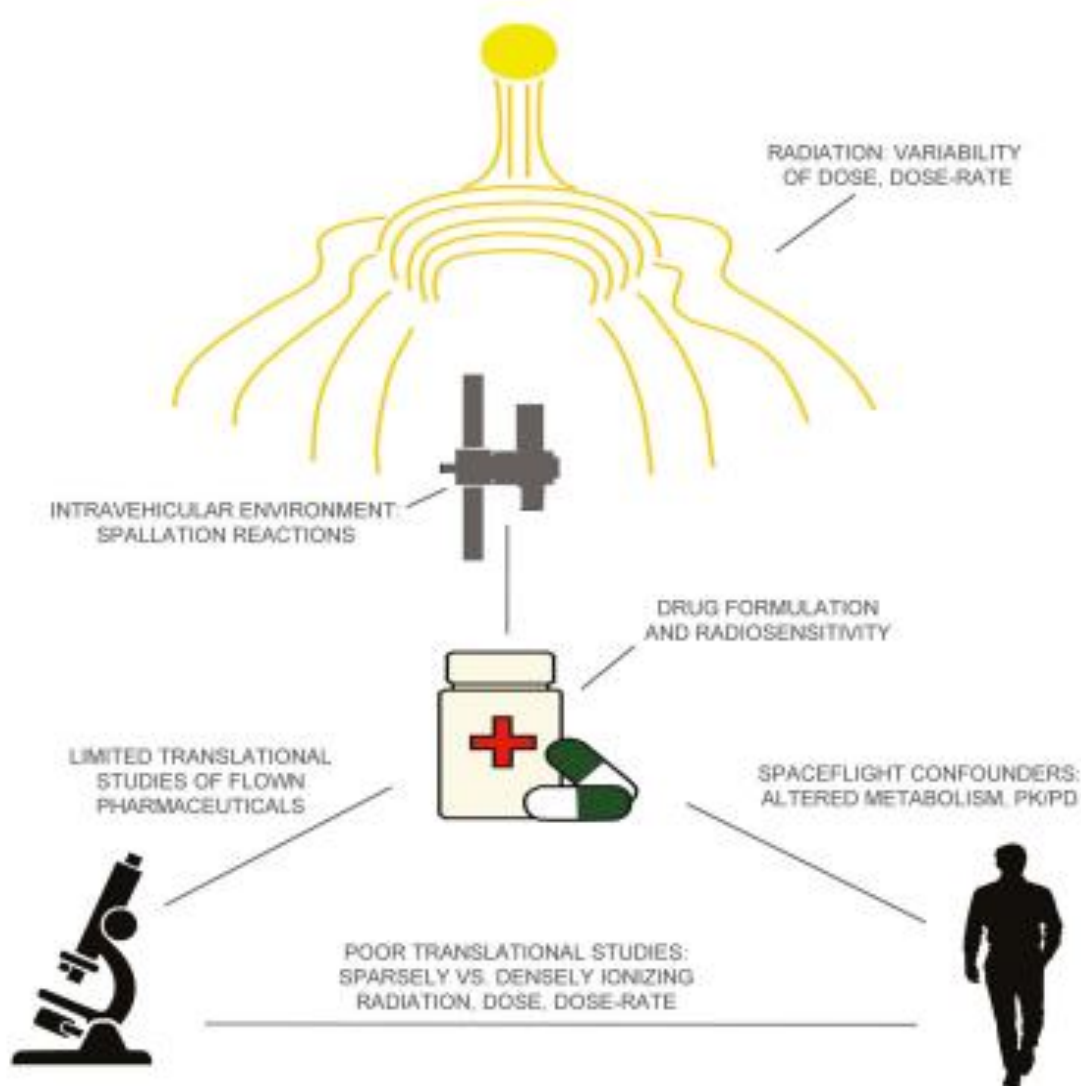 RADIATION: VARIABILITY
OF DOSE, DOSE-RATE
INTRAVEHICULAR ENVIRONMENT:
SPALLATION REACTIONS
DRUG FORMULATION
AND RADIOSENSITIVITY
LIMITED TRANSLATIONAL
STUDIES OF FLOWN
PHARMACEUTICALS
SPACEFLIGHT CONFOUNDERS:
ALTERED METABOLISM, PK/PD
POOR TRANSLATIONAL STUDIES:
SPARSELY VS. DENSELY IONIZING
RADIATION, DOSE, DOSE-RATE